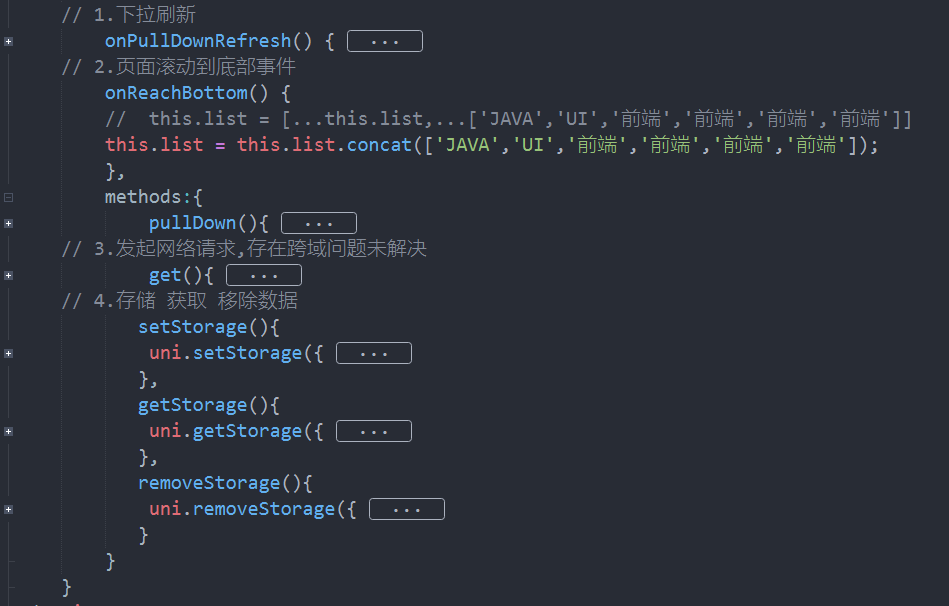 // 1.下拉刷新
onPullDownRefresh() { ...
// 2.页面滚动到底部事件
onReachBottom() {
//  this.list = [...this.list,...['JAVA','UI','前端','前端','前端','前端']]
this.list = this.list.concat(['JAVA','UI','前端','前端','前端','前端']);
},
methods:{
pullDown(){ ...
// 3.发起网络请求,存在跨域问题未解决
get(){ ...
// 4.存储 获取 移除数据
setStorage(){
uni.setStorage({ ...
},
getStorage(){
uni.getStorage({ ...
},
removeStorage(){
uni.removeStorage({ ...
}
}
}